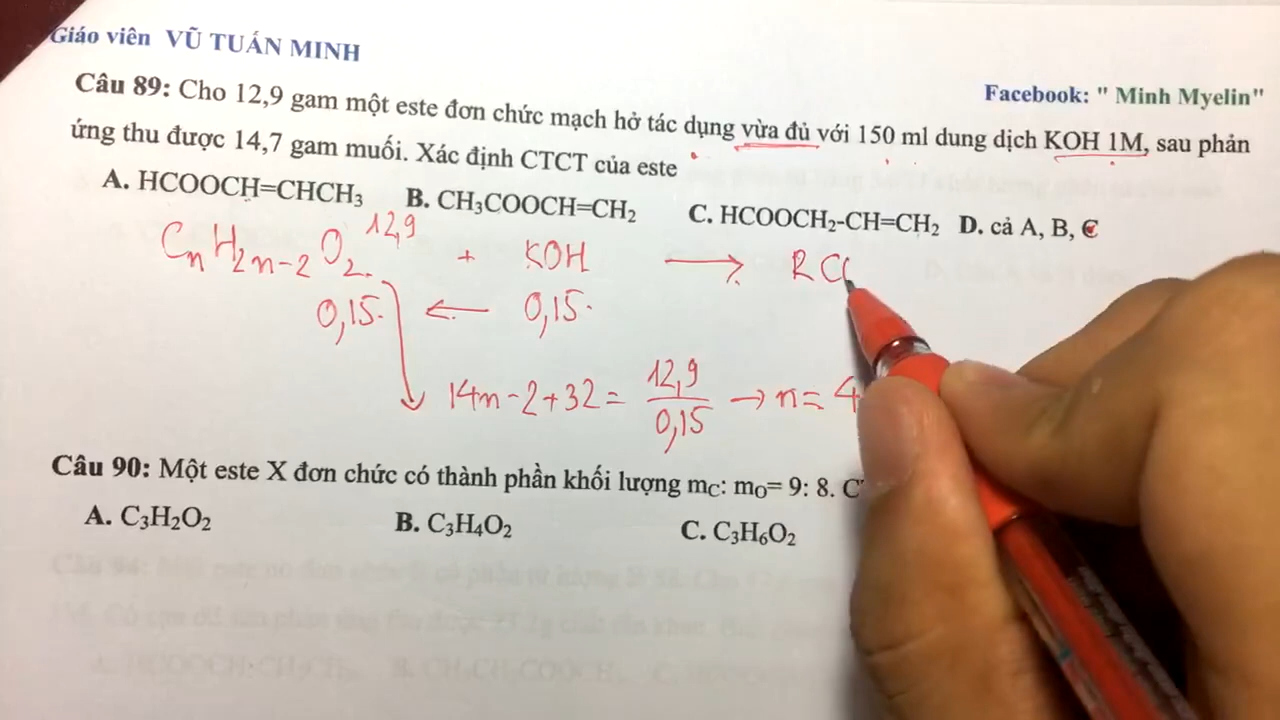 Giáo viên VŨ TUẤN MINH
Facebook: " Minh Myelin"
Câu 89: Cho 12,9 gam một este đơn chức mạch hở tác dụng vừa đủ với 150 ml dung dịch KOH 1M, sau phản
ứng thu được 14,7 gam muối. Xác định CTCT của este
A. HCOOCH=CHCH₃ B. CH₃COOCH=CH₂ C. HCOOCH₂-CH=CH₂ D. cả A, B, C
CₙH₂ₙ₋₂O₂ 12,9 + KOH → RC
0,15 ← 0,15
14n-2+32 = 12,9/0,15 → n = 4
Câu 90: Một este X đơn chức có thành phần khối lượng mC: mO= 9: 8.
A. C₃H₂O₂ B. C₃H₄O₂ C. C₃H₆O₂